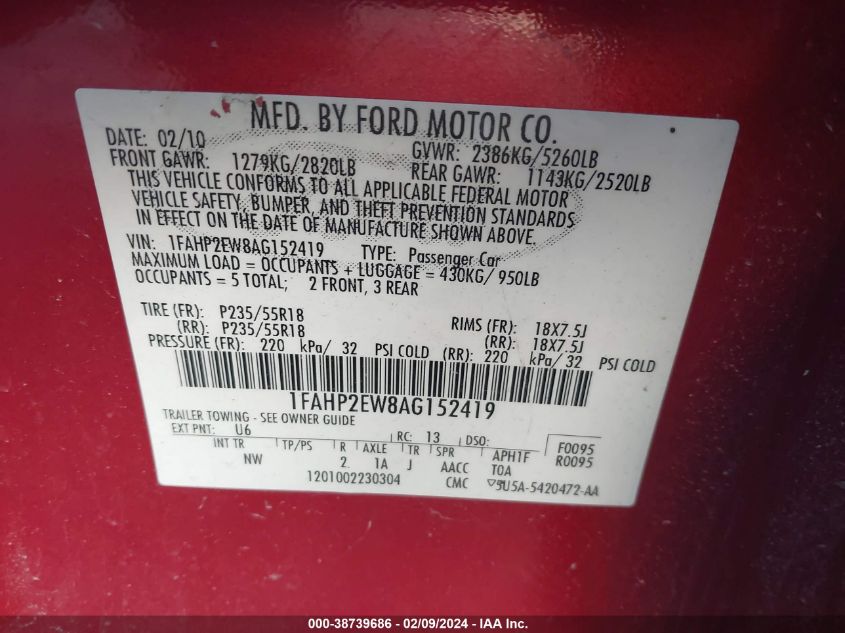 MFD. BY FORD MOTOR CO.
DATE: 02/10 GVWR: 2386KG/5260LB
FRONT GAWR: 1279KG/2820LB REAR GAWR: 1143KG/2520LB
THIS VEHICLE CONFORMS TO ALL APPLICABLE FEDERAL MOTOR
VEHICLE SAFETY, BUMPER, AND THEFT PREVENTION STANDARDS
IN EFFECT ON THE DATE OF MANUFACTURE SHOWN ABOVE.
VIN: 1FAHP2EW8AG152419 TYPE: Passenger Car
MAXIMUM LOAD = OCCUPANTS + LUGGAGE = 430KG/ 950LB
OCCUPANTS = 5 TOTAL; 2 FRONT, 3 REAR
TIRE (FR): P235/55R18 RIMS (FR): 18X7.5J
(RR): P235/55R18 (RR): 18X7.5J
PRESSURE (FR): 220 kPa/ 32 PSI COLD (RR): 220 kPa/ 32 PSI COLD
1FAHP2EW8AG152419
TRAILER TOWING - SEE OWNER GUIDE
EXT PNT: U6 RC: 13 DSO: F0095
INT TR TP/PS R AXLE TR SPR APH1F R0095
NW 2 1A J AACC TOA
1201002230304 CMC ▽9U5A-5420472-AA
000-38739686 - 02/09/2024 - IAA Inc.